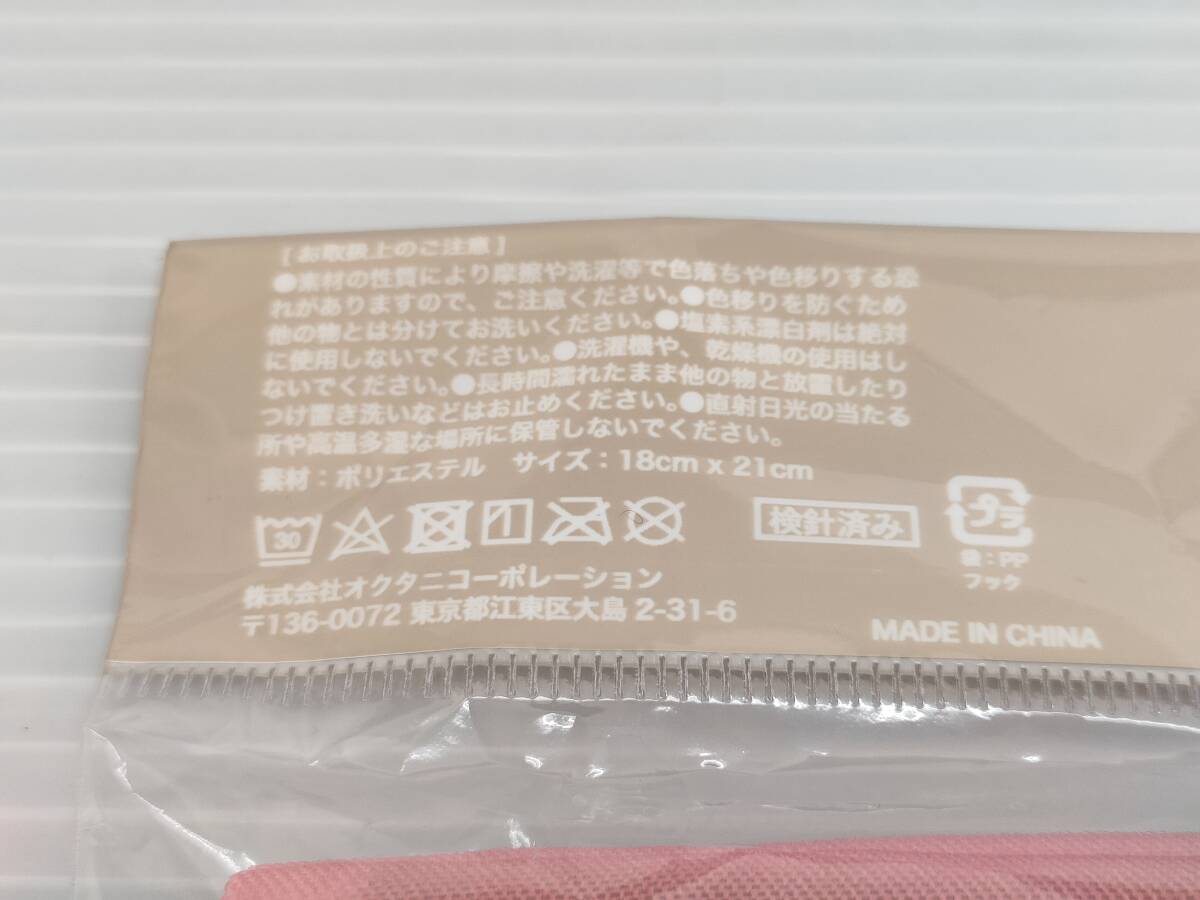 [ お取扱上のご注意 ]
●素材の性質により摩擦や洗濯等で色落ちや色移りする恐
れがありますので、ご注意ください。●色移りを防ぐため
他の物とは分けてお洗いください。●塩素系漂白剤は絶対
に使用しないでください。●洗濯機や、乾燥機の使用はし
ないでください。●長時間濡れたまま他の物と放置したり
つけ置き洗いなどはお止めください。●直射日光の当たる
所や高温多湿な場所に保管しないでください。
素材：ポリエステル　サイズ：18cm x 21cm
30
検針済み
プラ
袋：PP
フック
株式会社オクタニコーポレーション
〒136-0072 東京都江東区大島 2-31-6
MADE IN CHINA